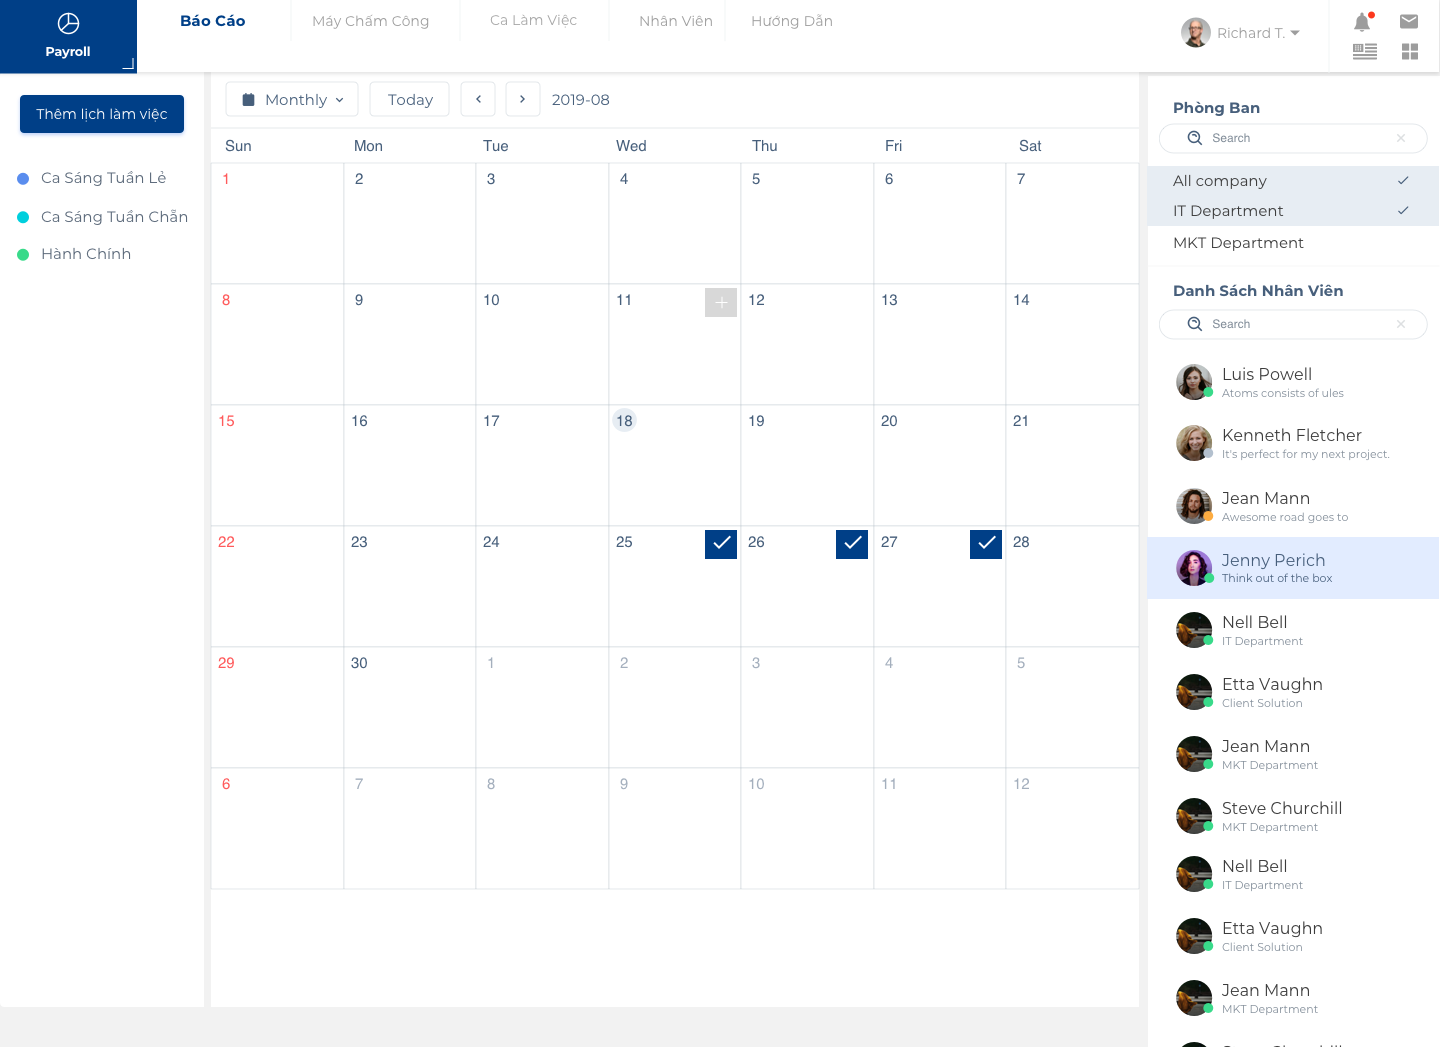 Payroll
Báo Cáo
Máy Chấm Công
Ca Làm Việc
Nhân Viên
Hướng Dẫn
Richard T.
Thêm lịch làm việc
Ca Sáng Tuần Lẻ
Ca Sáng Tuần Chẵn
Hành Chính
Monthly Today 2019-08
Sun Mon Tue Wed Thu Fri Sat
1 2 3 4 5 6 7
8 9 10 11 12 13 14
15 16 17 18 19 20 21
22 23 24 25 26 27 28
29 30 1 2 3 4 5
6 7 8 9 10 11 12
Phòng Ban
Search
All company
IT Department
MKT Department
Danh Sách Nhân Viên
Search
Luis Powell
Atoms consists of ules
Kenneth Fletcher
It's perfect for my next project.
Jean Mann
Awesome road goes to
Jenny Perich
Think out of the box
Nell Bell
IT Department
Etta Vaughn
Client Solution
Jean Mann
MKT Department
Steve Churchill
MKT Department
Nell Bell
IT Department
Etta Vaughn
Client Solution
Jean Mann
MKT Department